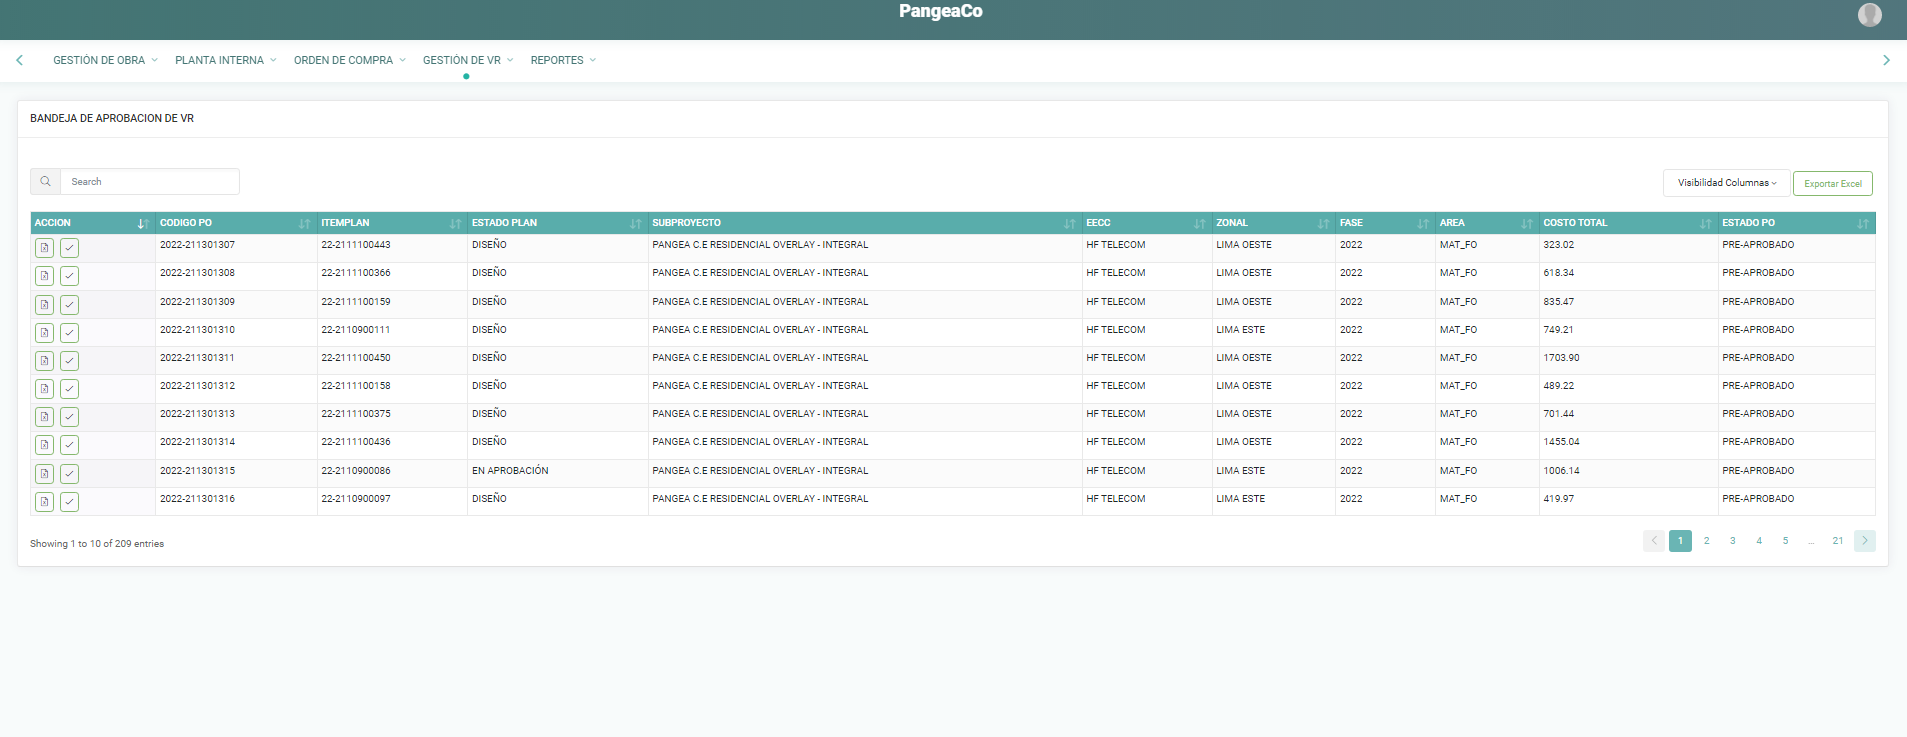 PangeaCo
GESTIÓN DE OBRA PLANTA INTERNA ORDEN DE COMPRA GESTIÓN DE VR REPORTES
BANDEJA DE APROBACION DE VR
Search Visibilidad Columnas Exportar Excel
ACCION CODIGO PO ITEMPLAN ESTADO PLAN SUBPROYECTO EECC ZONAL FASE AREA COSTO TOTAL ESTADO PO
2022-211301307 22-2111100443 DISEÑO PANGEA C.E RESIDENCIAL OVERLAY - INTEGRAL HF TELECOM LIMA OESTE 2022 MAT_FO 323.02 PRE-APROBADO
2022-211301308 22-2111100366 DISEÑO PANGEA C.E RESIDENCIAL OVERLAY - INTEGRAL HF TELECOM LIMA OESTE 2022 MAT_FO 618.34 PRE-APROBADO
2022-211301309 22-2111100159 DISEÑO PANGEA C.E RESIDENCIAL OVERLAY - INTEGRAL HF TELECOM LIMA OESTE 2022 MAT_FO 835.47 PRE-APROBADO
2022-211301310 22-2110900111 DISEÑO PANGEA C.E RESIDENCIAL OVERLAY - INTEGRAL HF TELECOM LIMA ESTE 2022 MAT_FO 749.21 PRE-APROBADO
2022-211301311 22-2111100450 DISEÑO PANGEA C.E RESIDENCIAL OVERLAY - INTEGRAL HF TELECOM LIMA OESTE 2022 MAT_FO 1703.90 PRE-APROBADO
2022-211301312 22-2111100158 DISEÑO PANGEA C.E RESIDENCIAL OVERLAY - INTEGRAL HF TELECOM LIMA OESTE 2022 MAT_FO 489.22 PRE-APROBADO
2022-211301313 22-2111100375 DISEÑO PANGEA C.E RESIDENCIAL OVERLAY - INTEGRAL HF TELECOM LIMA OESTE 2022 MAT_FO 701.44 PRE-APROBADO
2022-211301314 22-2111100436 DISEÑO PANGEA C.E RESIDENCIAL OVERLAY - INTEGRAL HF TELECOM LIMA OESTE 2022 MAT_FO 1455.04 PRE-APROBADO
2022-211301315 22-2110900086 EN APROBACIÓN PANGEA C.E RESIDENCIAL OVERLAY - INTEGRAL HF TELECOM LIMA ESTE 2022 MAT_FO 1006.14 PRE-APROBADO
2022-211301316 22-2110900097 DISEÑO PANGEA C.E RESIDENCIAL OVERLAY - INTEGRAL HF TELECOM LIMA ESTE 2022 MAT_FO 419.97 PRE-APROBADO
Showing 1 to 10 of 209 entries 1 2 3 4 5 ... 21